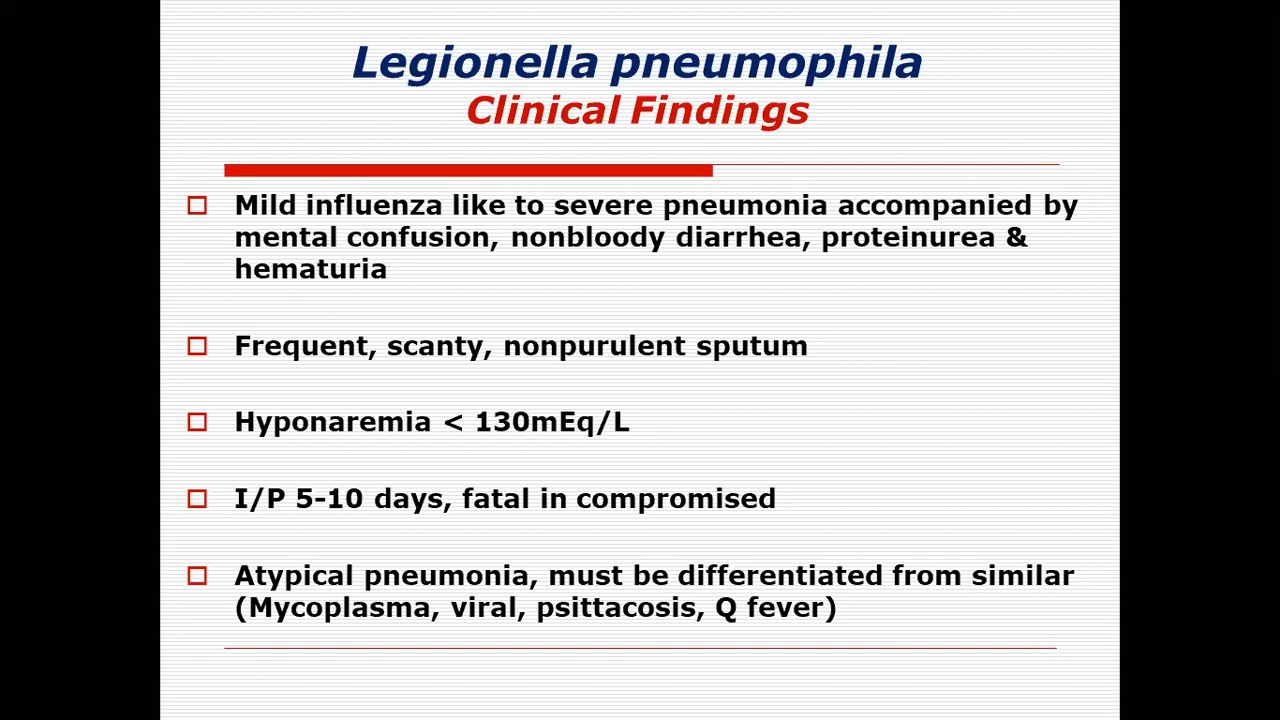 Legionella pneumophila
Clinical Findings
Mild influenza like to severe pneumonia accompanied by
mental confusion, nonbloody diarrhea, proteinurea &
hematuria
Frequent, scanty, nonpurulent sputum
Hyponaremia < 130mEq/L
I/P 5-10 days, fatal in compromised
Atypical pneumonia, must be differentiated from similar
(Mycoplasma, viral, psittacosis, Q fever)